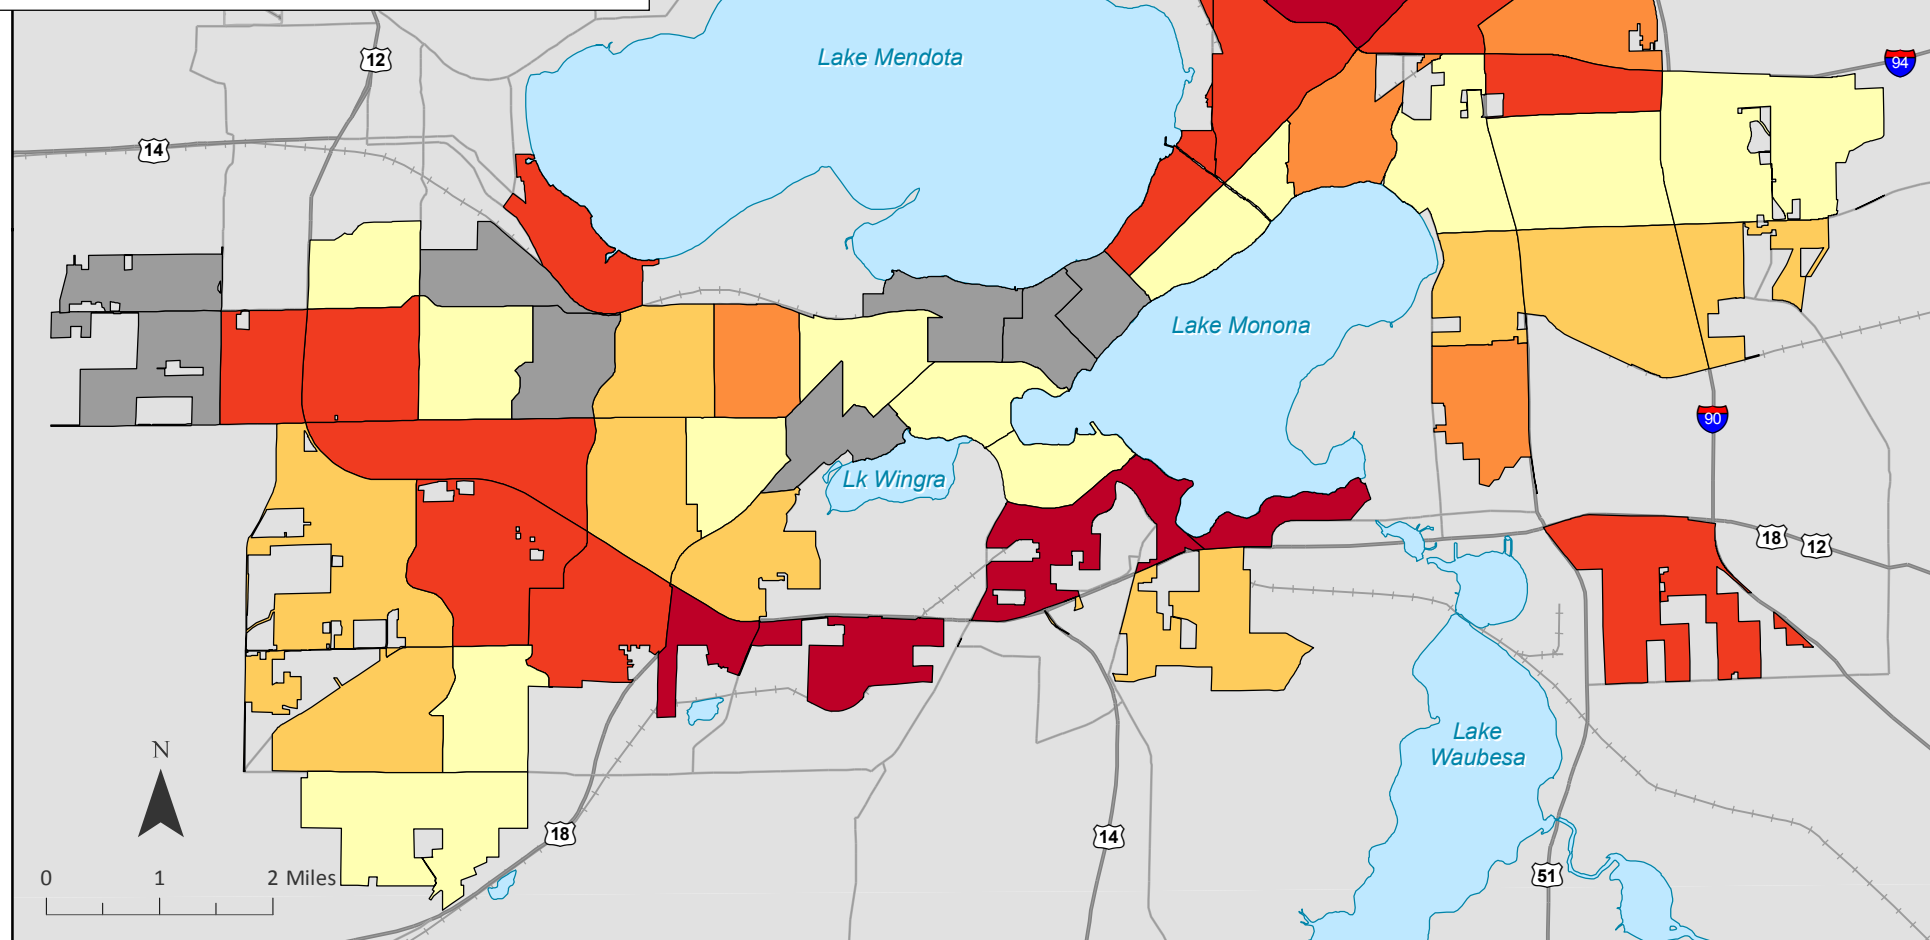 Lake Mendota
12
94
14
Lake Monona
90
Lk Wingra
18
12
Lake
Waubesa
N
18
14
0 1 2 Miles
51